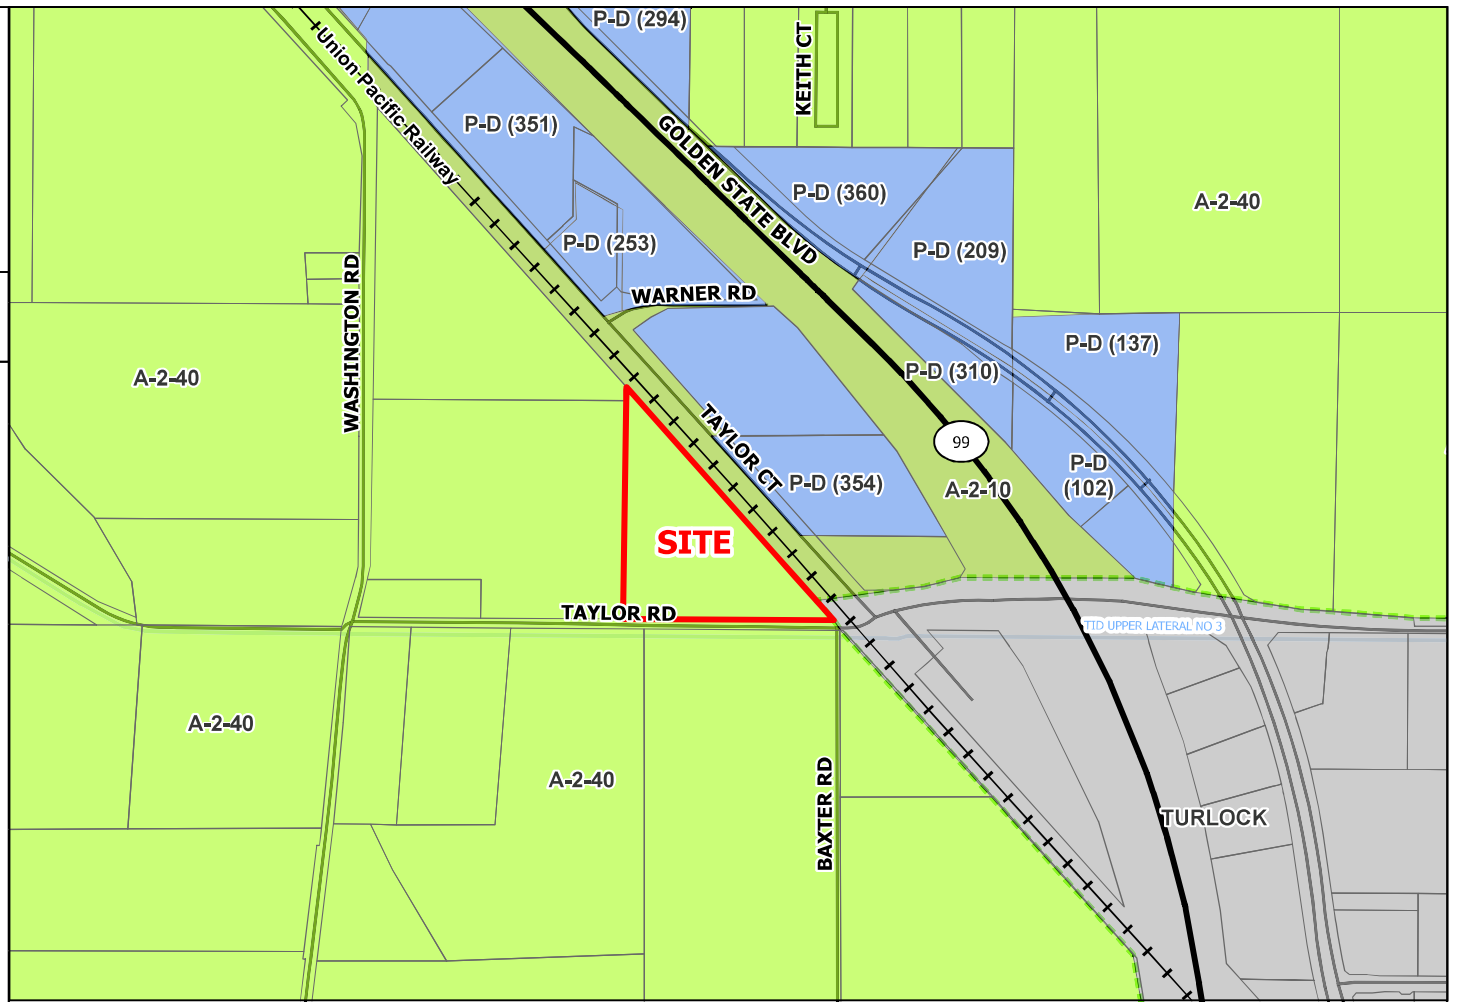 P-D (294)
KEITH CT
Union Pacific Railway
P-D (351)
GOLDEN STATE BLVD
P-D (360)
A-2-40
P-D (253)
P-D (209)
WASHINGTON RD
WARNER RD
P-D (137)
A-2-40
P-D (310)
TAYLOR CT
99
P-D
(102)
P-D (354)
A-2-10
SITE
TAYLOR RD
TID UPPER LATERAL NO 3
A-2-40
A-2-40
BAXTER RD
TURLOCK